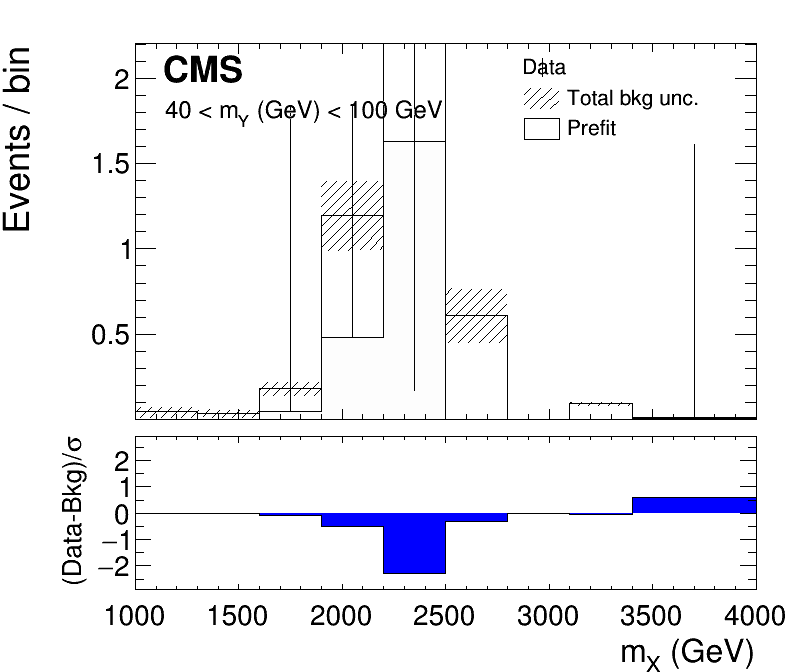 CMS
40 < mY (GeV) < 100 GeV
Data
Total bkg unc.
Prefit
Events / bin
2
1.5
1
0.5
(Data-Bkg)/σ
2
1
0
−1
−2
1000 1500 2000 2500 3000 3500 4000
mX (GeV)